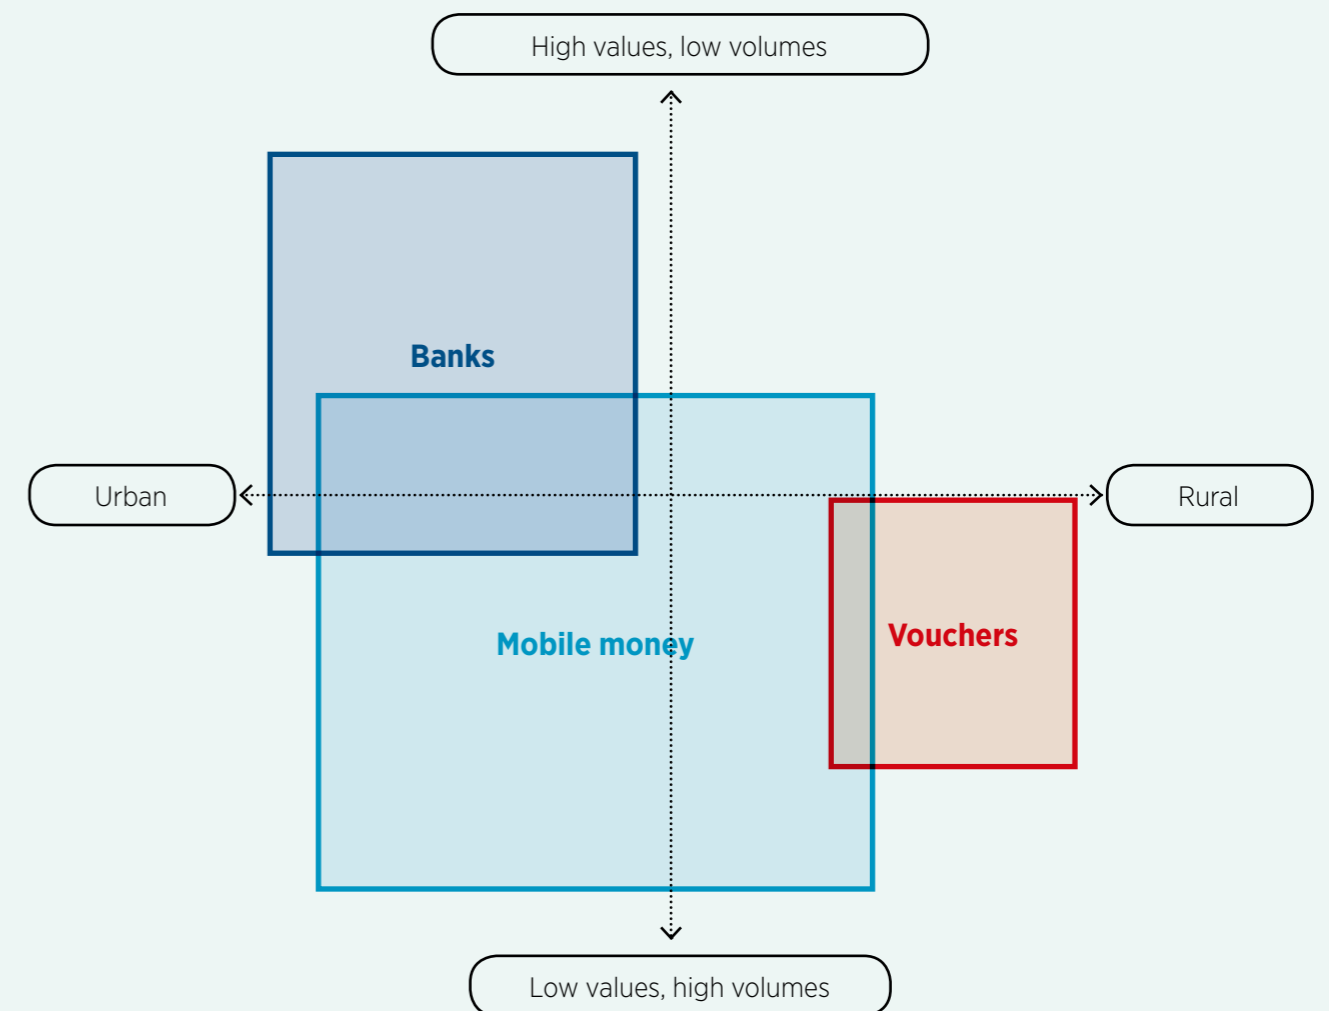 High values, low volumes
Banks
Urban
Rural
Mobile money
Vouchers
Low values, high volumes